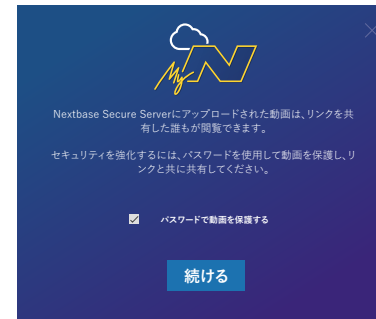 My N
Nextbase Secure Serverにアップロードされた動画は、リンクを共
有した誰もが閲覧できます。
セキュリティを強化するには、パスワードを使用して動画を保護し、リ
ンクと共に共有してください。
パスワードで動画を保護する
続ける